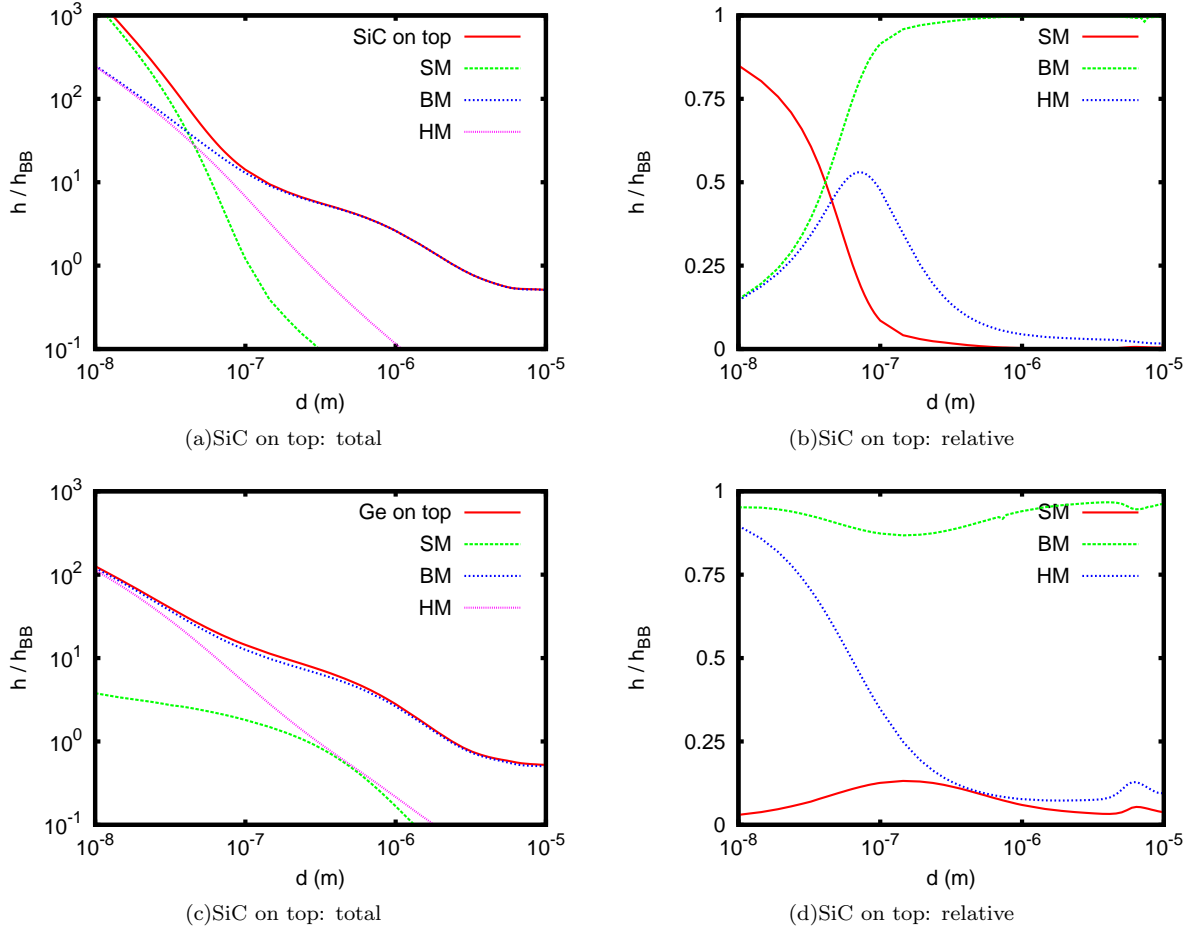 10^3
10^2
10^1
10^0
10^-1
h / h_BB
10^-8
10^-7
10^-6
10^-5
d (m)
SiC on top
SM
BM
HM
(a)SiC on top: total
1
0.75
0.5
0.25
0
h / h_BB
10^-8
10^-7
10^-6
10^-5
d (m)
SM
BM
HM
(b)SiC on top: relative
10^3
10^2
10^1
10^0
10^-1
h / h_BB
10^-8
10^-7
10^-6
10^-5
d (m)
Ge on top
SM
BM
HM
(c)SiC on top: total
1
0.75
0.5
0.25
0
h / h_BB
10^-8
10^-7
10^-6
10^-5
d (m)
SM
BM
HM
(d)SiC on top: relative